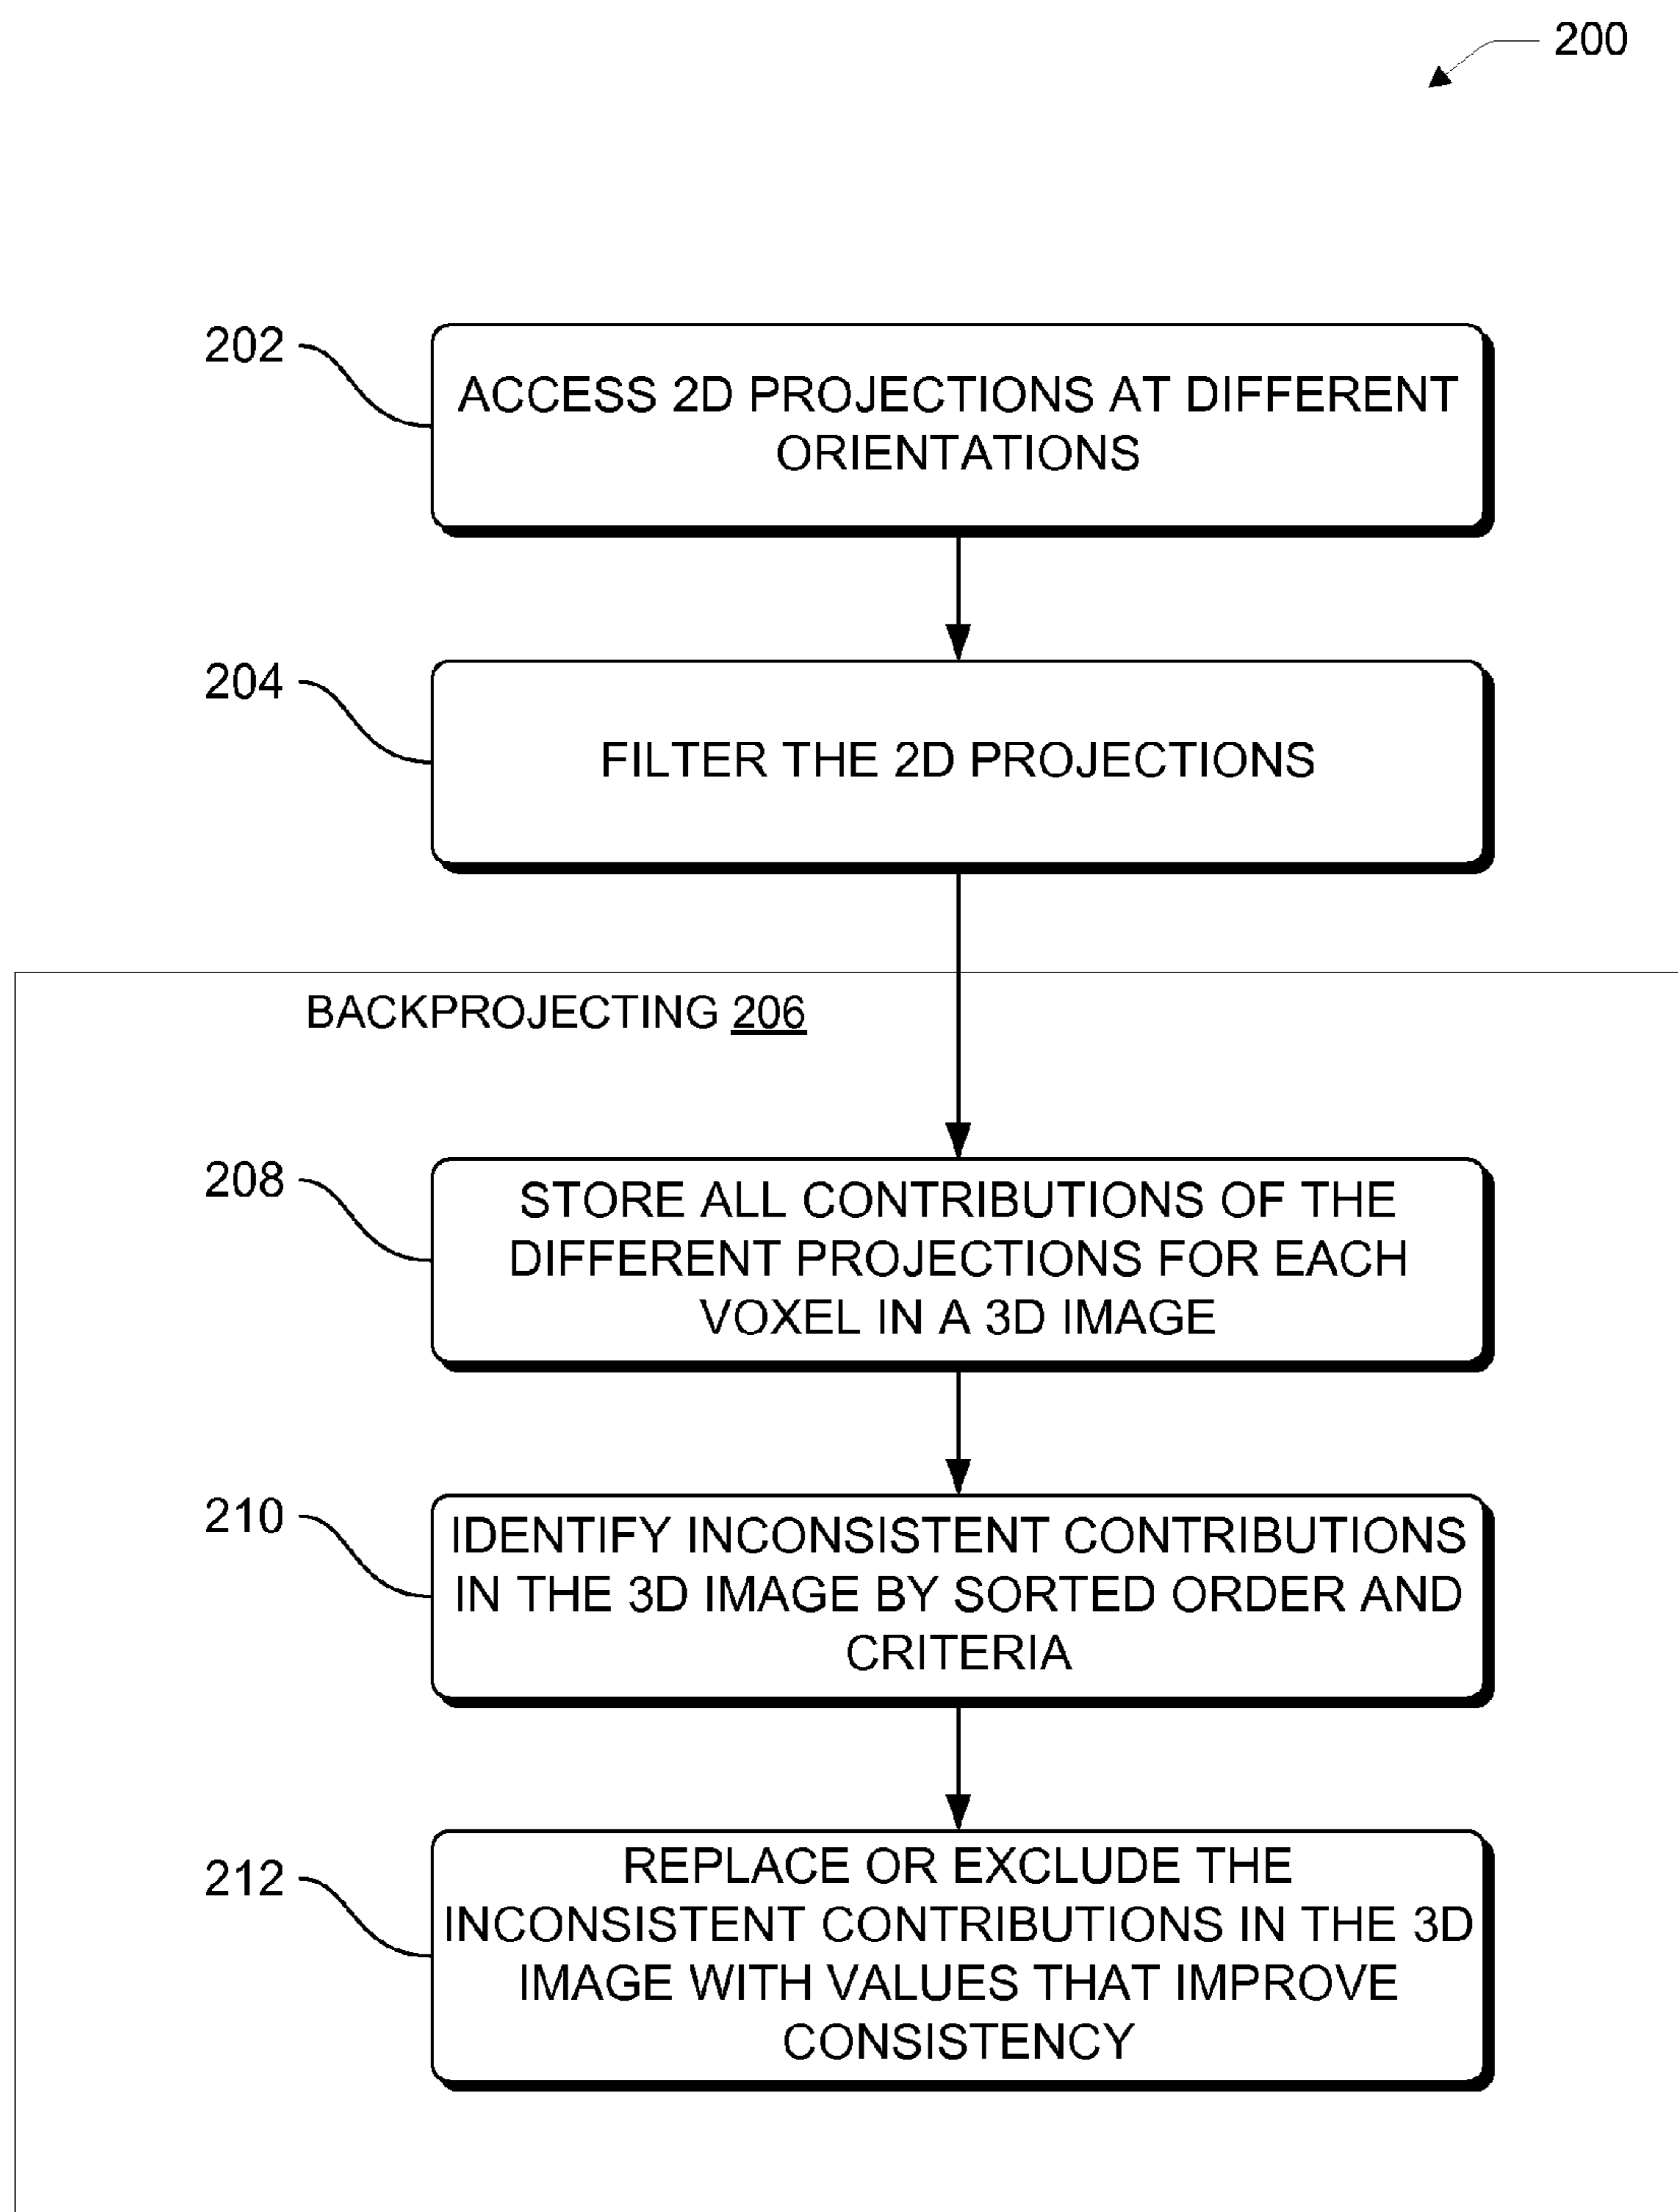 200
202
ACCESS 2D PROJECTIONS AT DIFFERENT
ORIENTATIONS
204
FILTER THE 2D PROJECTIONS
BACKPROJECTING 206
208
STORE ALL CONTRIBUTIONS OF THE
DIFFERENT PROJECTIONS FOR EACH
VOXEL IN A 3D IMAGE
210
IDENTIFY INCONSISTENT CONTRIBUTIONS
IN THE 3D IMAGE BY SORTED ORDER AND
CRITERIA
212
REPLACE OR EXCLUDE THE
INCONSISTENT CONTRIBUTIONS IN THE 3D
IMAGE WITH VALUES THAT IMPROVE
CONSISTENCY